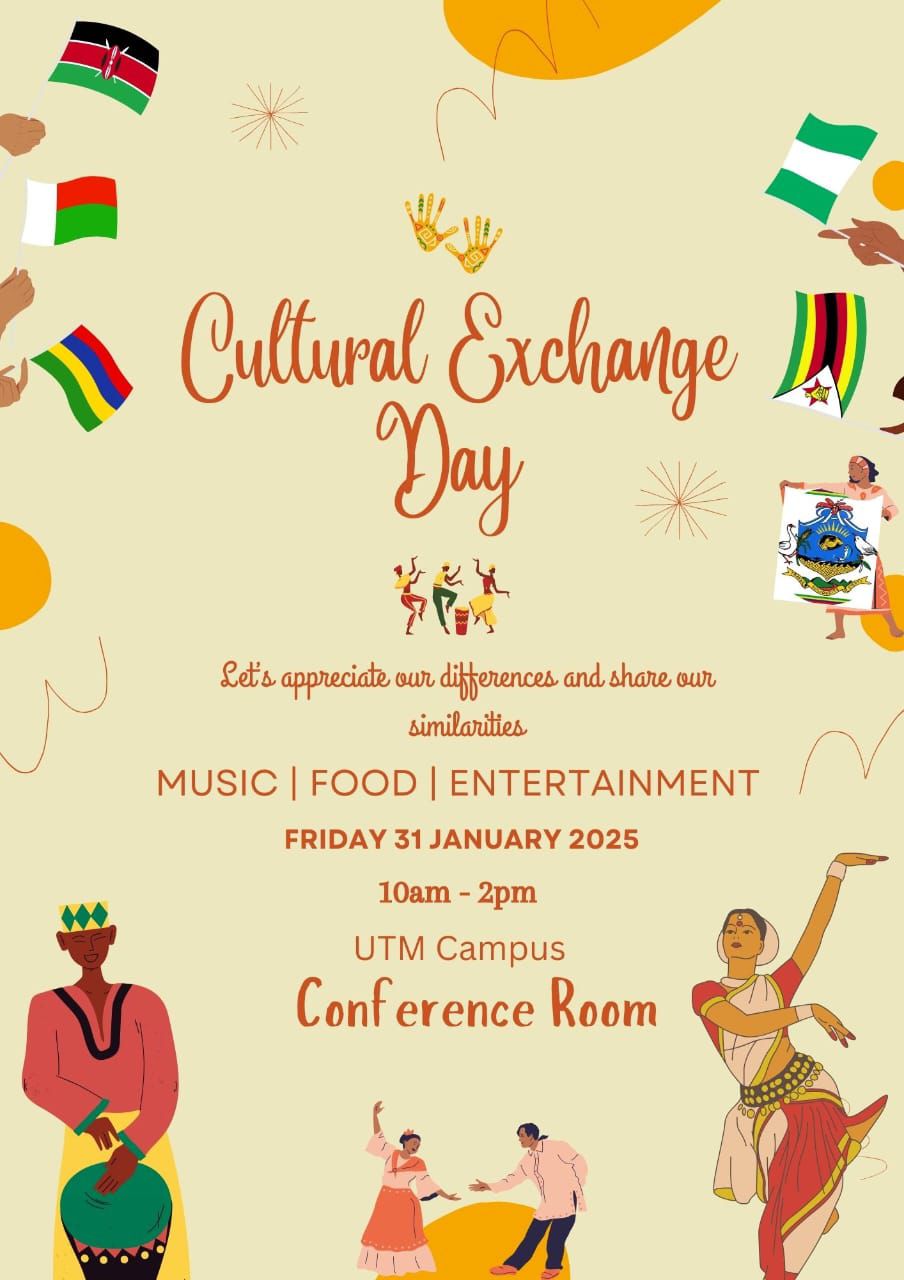 Cultural Exchange
Day
Let's appreciate our differences and share our
similarities
MUSIC | FOOD | ENTERTAINMENT
FRIDAY 31 JANUARY 2025
10am - 2pm
UTM Campus
Conference Room